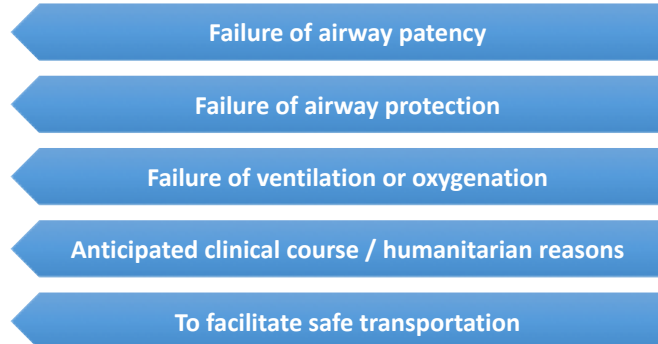 Failure of airway patency
Failure of airway protection
Failure of ventilation or oxygenation
Anticipated clinical course / humanitarian reasons
To facilitate safe transportation